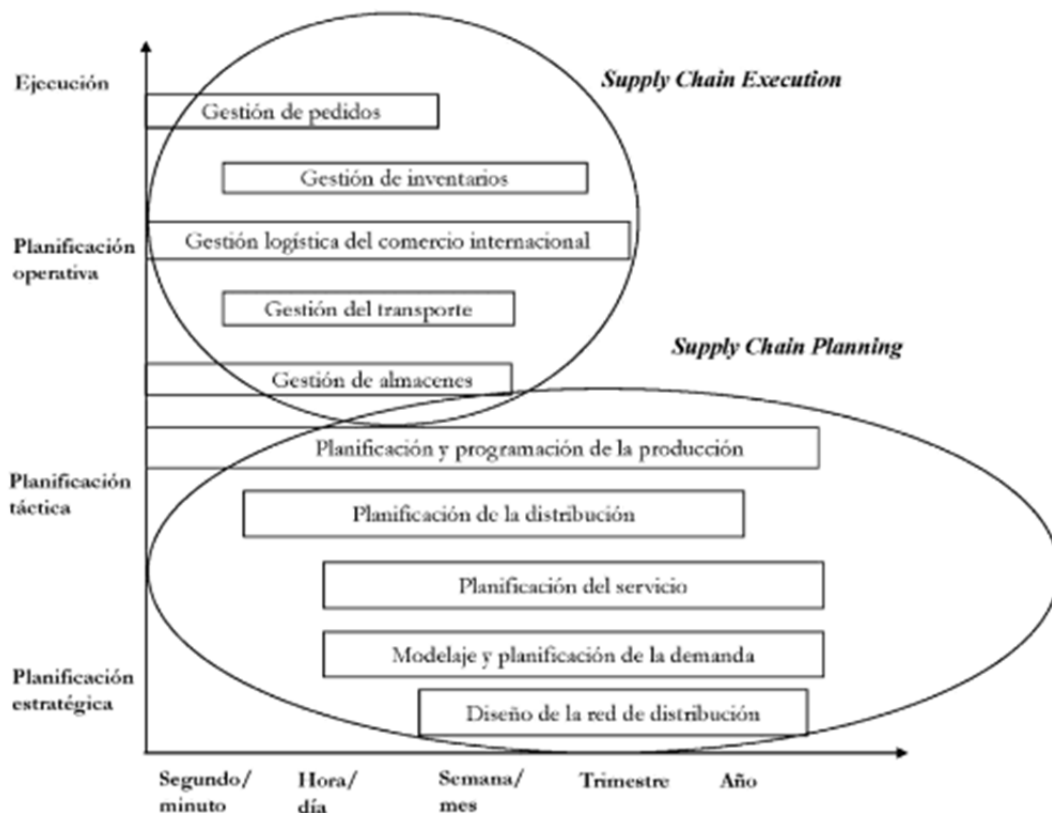 Ejecución
Supply Chain Execution
Gestión de pedidos
Gestión de inventarios
Planificación
operativa
Gestión logística del comercio internacional
Gestión del transporte
Supply Chain Planning
Gestión de almacenes
Planificación y programación de la producción
Planificación
táctica
Planificación de la distribución
Planificación del servicio
Modelaje y planificación de la demanda
Planificación
estratégica
Diseño de la red de distribución
Segundo/
minuto
Hora/
día
Semana/
mes
Trimestre
Año